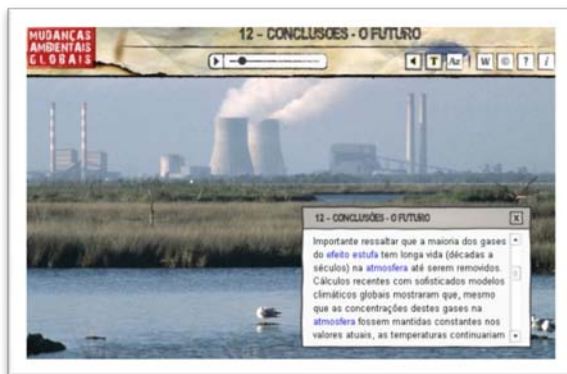 MUDANÇAS
AMBIENTAIS
GLOBAIS
12 - CONCLUSÕES - O FUTURO
T Az W © ? i
12 - CONCLUSÕES - O FUTURO X
Importante ressaltar que a maioria dos gases
do efeito estufa tem longa vida (décadas a
séculos) na atmosfera até serem removidos.
Cálculos recentes com sofisticados modelos
climáticos globais mostraram que, mesmo
que as concentrações destes gases na
atmosfera fossem mantidas constantes nos
valores atuais, as temperaturas continuariam